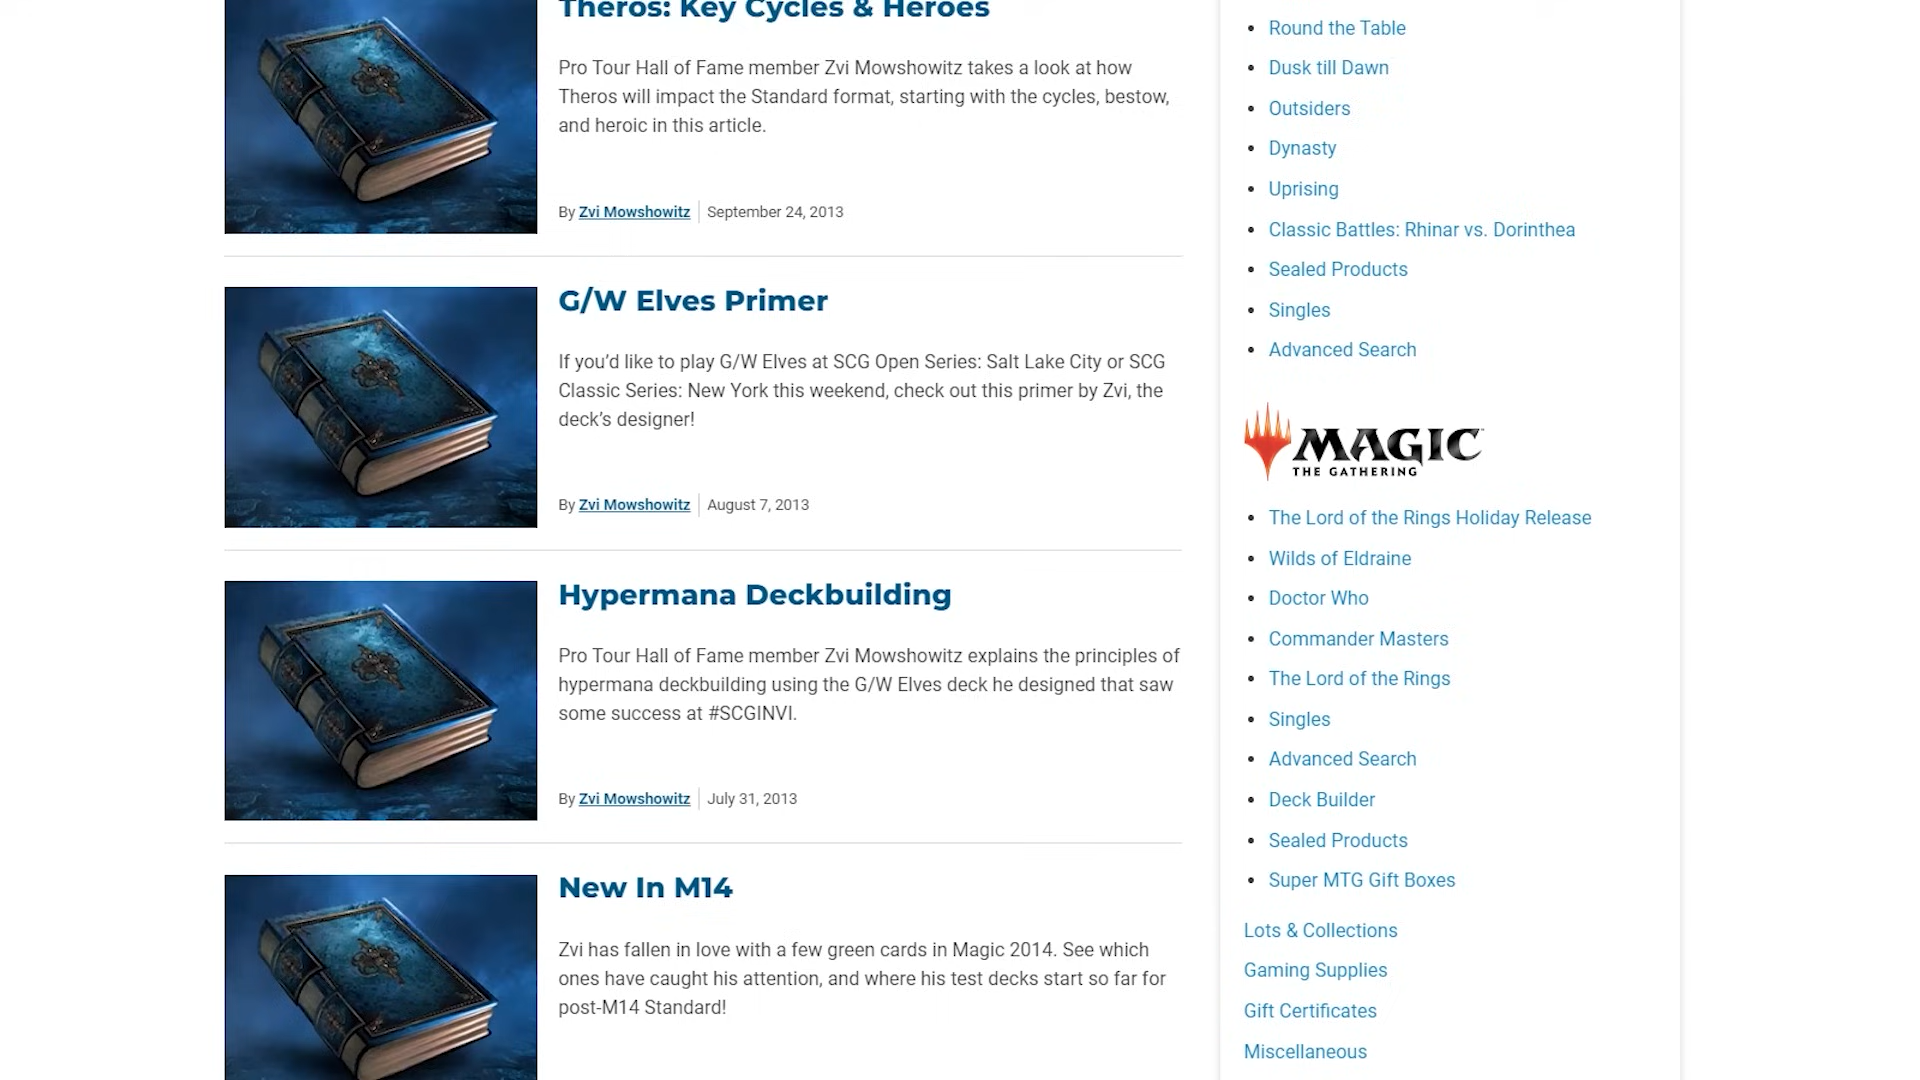 Theros: Key Cycles & Heroes
Pro Tour Hall of Fame member Zvi Mowshowitz takes a look at how
Theros will impact the Standard format, starting with the cycles, bestow,
and heroic in this article.
By Zvi Mowshowitz September 24, 2013
G/W Elves Primer
If you’d like to play G/W Elves at SCG Open Series: Salt Lake City or SCG
Classic Series: New York this weekend, check out this primer by Zvi, the
deck’s designer!
By Zvi Mowshowitz August 7, 2013
Hypermana Deckbuilding
Pro Tour Hall of Fame member Zvi Mowshowitz explains the principles of
hypermana deckbuilding using the G/W Elves deck he designed that saw
some success at #SCGINVI.
By Zvi Mowshowitz July 31, 2013
New In M14
Zvi has fallen in love with a few green cards in Magic 2014. See which
ones have caught his attention, and where his test decks start so far for
post-M14 Standard!
Round the Table
Dusk till Dawn
Outsiders
Dynasty
Uprising
Classic Battles: Rhinar vs. Dorinthea
Sealed Products
Singles
Advanced Search
MAGIC
THE GATHERING
The Lord of the Rings Holiday Release
Wilds of Eldraine
Doctor Who
Commander Masters
The Lord of the Rings
Singles
Advanced Search
Deck Builder
Sealed Products
Super MTG Gift Boxes
Lots & Collections
Gaming Supplies
Gift Certificates
Miscellaneous